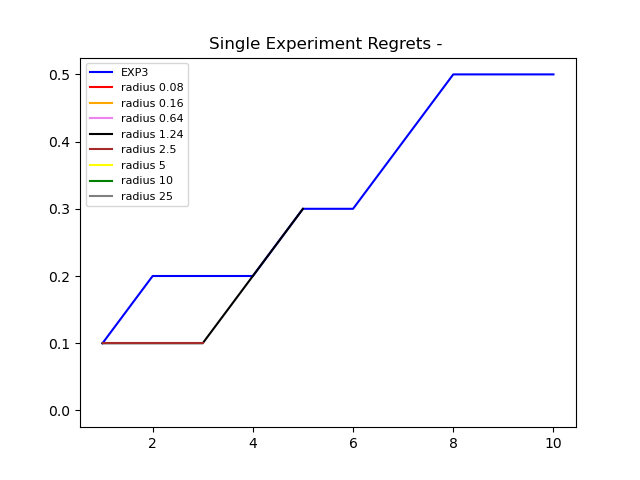 Single Experiment Regrets -
EXP3
radius 0.08
radius 0.16
radius 0.64
radius 1.24
radius 2.5
radius 5
radius 10
radius 25
0.5
0.4
0.3
0.2
0.1
0.0
2 4 6 8 10